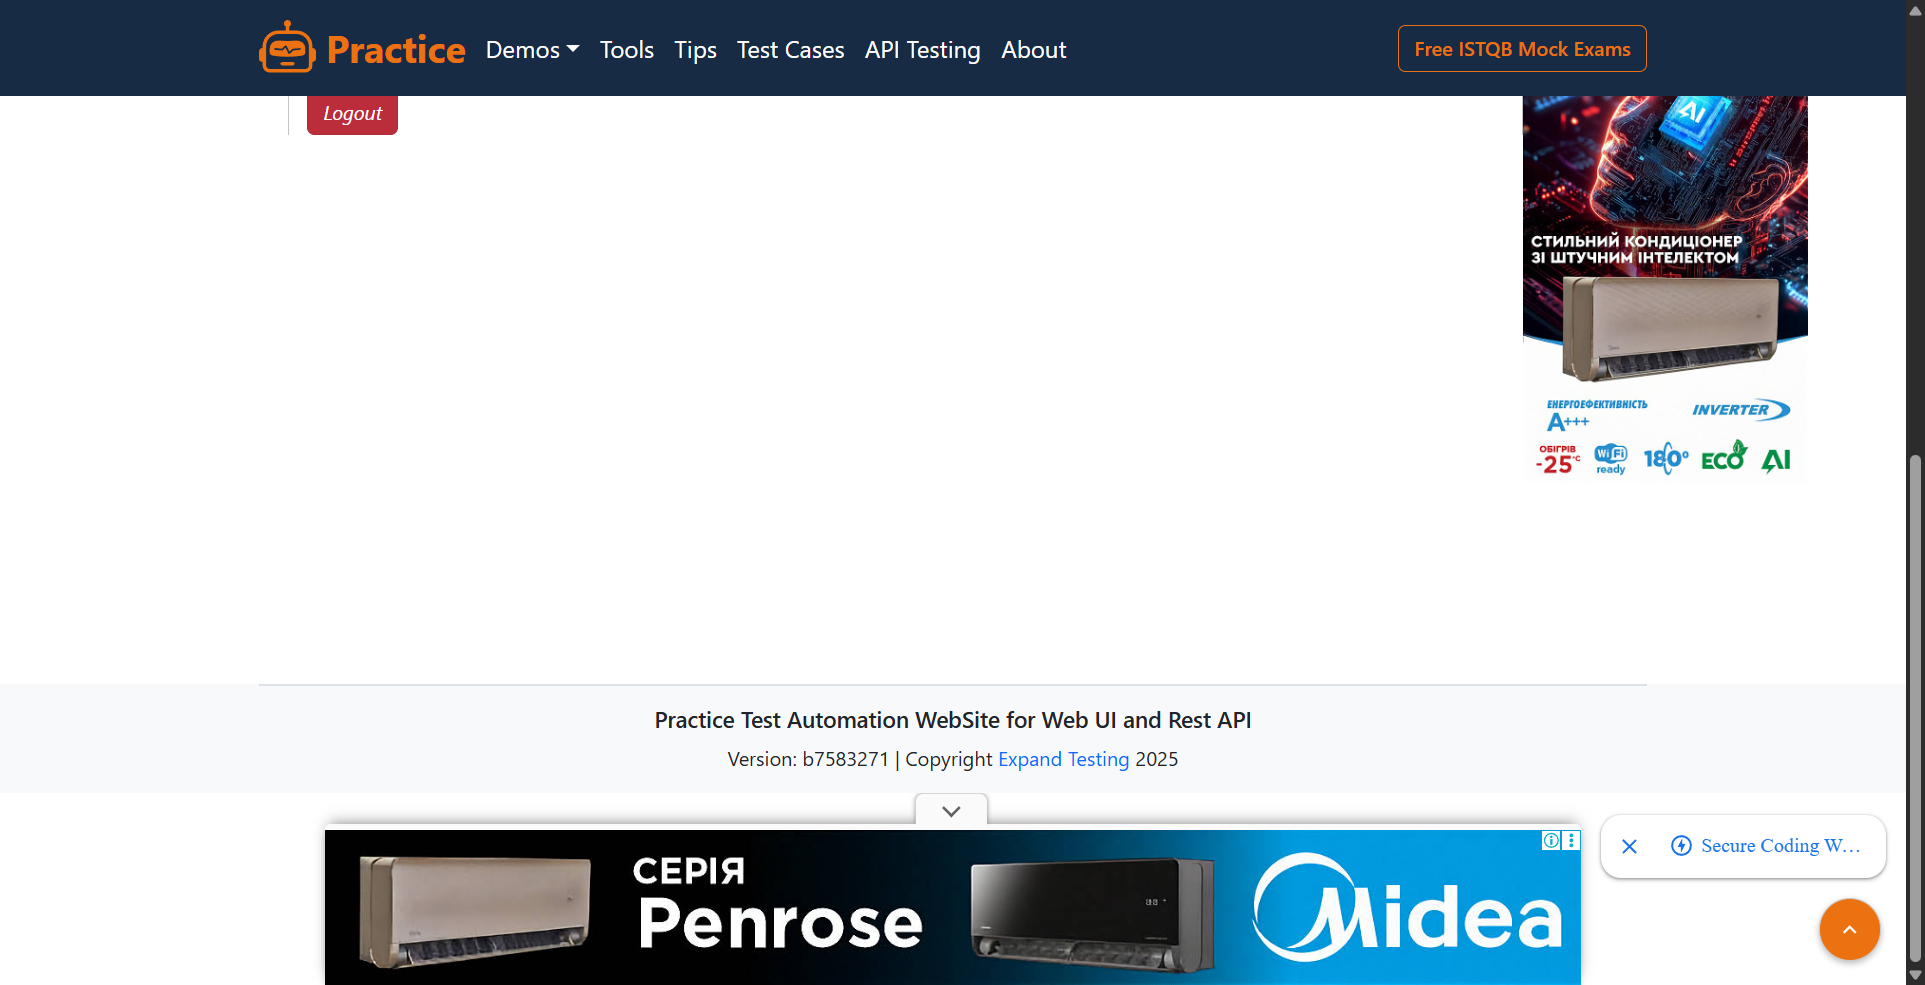 Practice Demos Tools Tips Test Cases API Testing About Free ISTQB Mock Exams
Logout
AI
СТИЛЬНИЙ КОНДИЦІОНЕР
ЗІ ШТУЧНИМ ІНТЕЛЕКТОМ
ЕНЕРГОЕФЕКТИВНІСТЬ
A+++
INVERTER
ОБІГРІВ
-25°C
WiFi
ready
180°
ECO
AI
Practice Test Automation WebSite for Web UI and Rest API
Version: b7583271 | Copyright Expand Testing 2025
СЕРІЯ
Penrose
Midea
Secure Coding W...